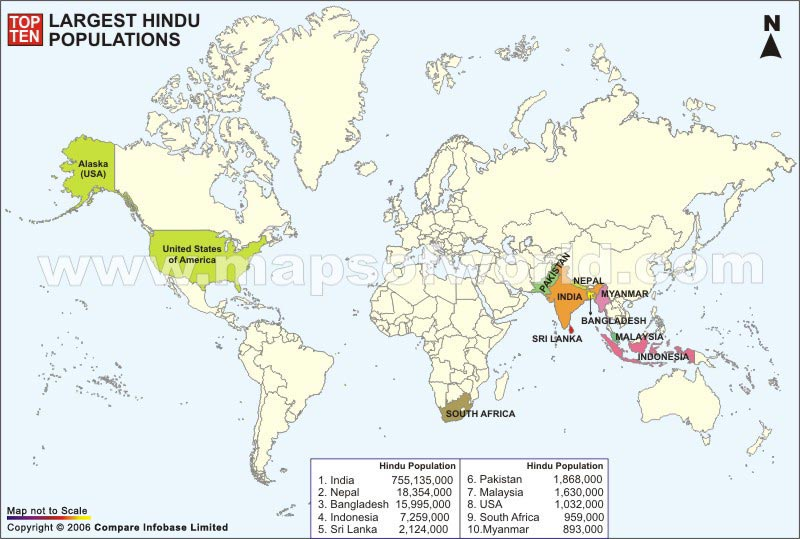 TOP TEN
LARGEST HINDU
POPULATIONS
N
Alaska
(USA)
United States
of America
www.mapsofworld.com
PAKISTAN
NEPAL
INDIA
MYANMAR
BANGLADESH
SRI LANKA
MALAYSIA
INDONESIA
SOUTH AFRICA
Hindu Population
1. India 755,135,000
2. Nepal 18,354,000
3. Bangladesh 15,995,000
4. Indonesia 7,259,000
5. Sri Lanka 2,124,000
Hindu Population
6. Pakistan 1,868,000
7. Malaysia 1,630,000
8. USA 1,032,000
9. South Africa 959,000
10.Myanmar 893,000
Map not to Scale
Copyright © 2006 Compare Infobase Limited